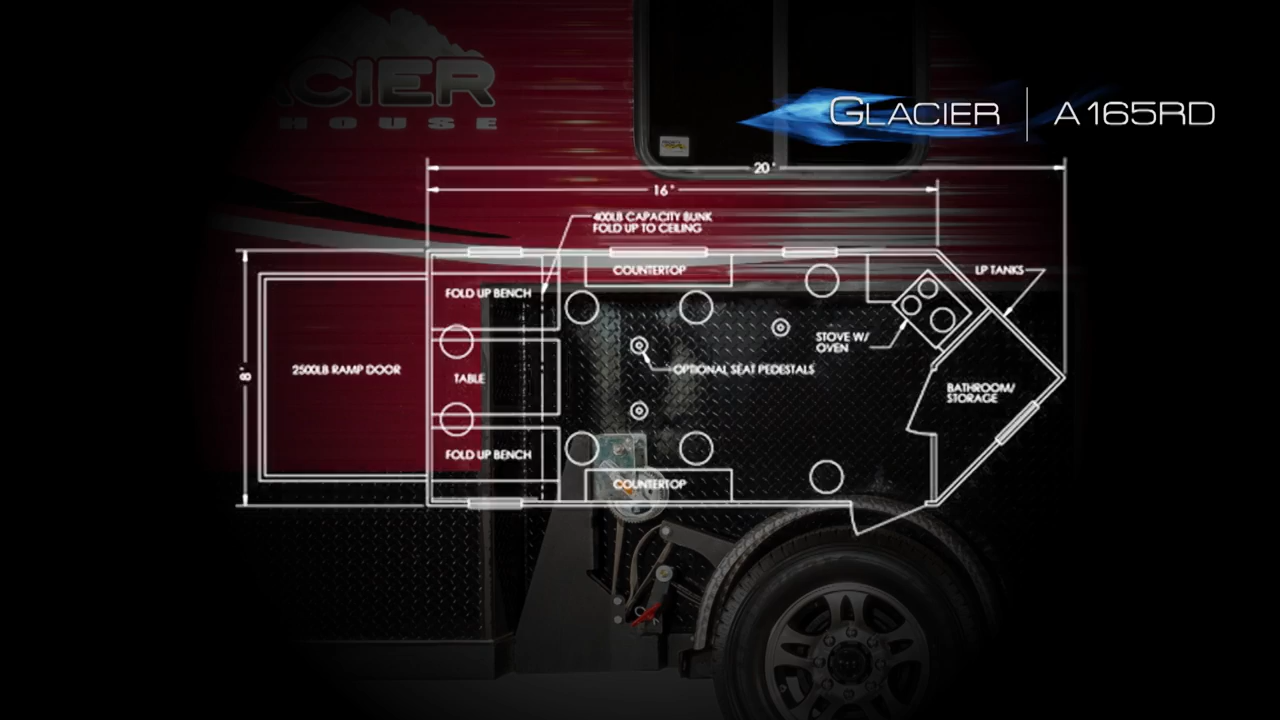 CIER
HOUSE
GLACIER | A165RD
20'
16'
400LB CAPACITY BUNK
FOLD UP TO CEILING
COUNTERTOP
LP TANKS
FOLD UP BENCH
STOVE W/
OVEN
8'
2500LB RAMP DOOR
TABLE
OPTIONAL SEAT PEDESTALS
BATHROOM/
STORAGE
FOLD UP BENCH
COUNTERTOP